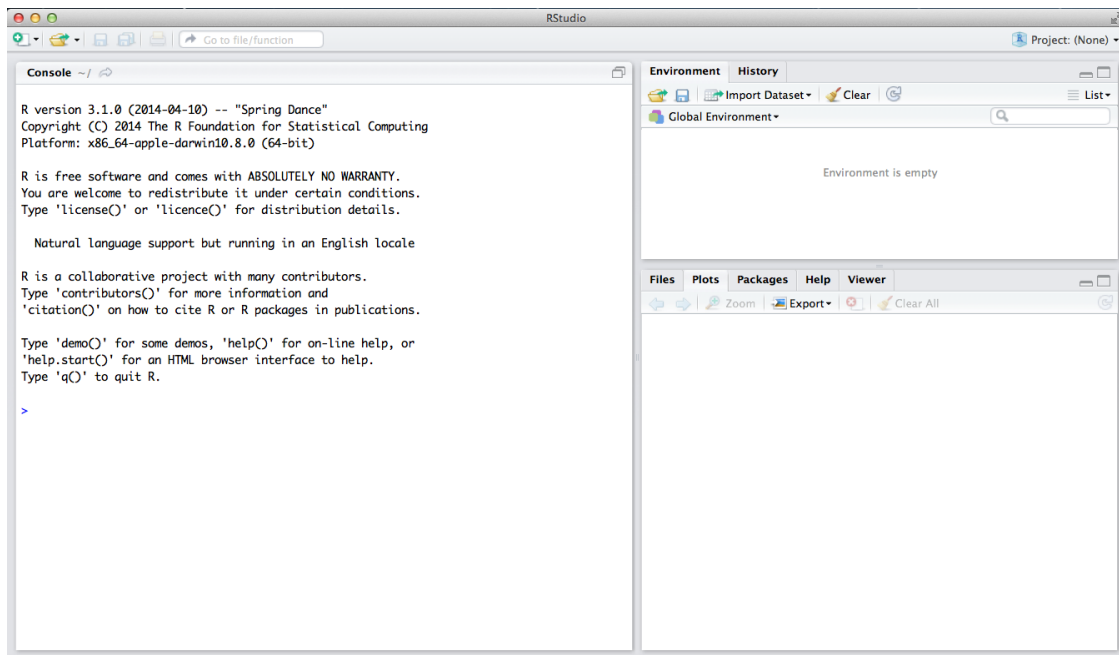 RStudio
Go to file/function
Project: (None)
Console ~/
R version 3.1.0 (2014-04-10) -- "Spring Dance"
Copyright (C) 2014 The R Foundation for Statistical Computing
Platform: x86_64-apple-darwin10.8.0 (64-bit)
R is free software and comes with ABSOLUTELY NO WARRANTY.
You are welcome to redistribute it under certain conditions.
Type 'license()' or 'licence()' for distribution details.
Natural language support but running in an English locale
R is a collaborative project with many contributors.
Type 'contributors()' for more information and
'citation()' on how to cite R or R packages in publications.
Type 'demo()' for some demos, 'help()' for on-line help, or
'help.start()' for an HTML browser interface to help.
Type 'q()' to quit R.
>
Environment History
Import Dataset Clear List
Global Environment
Environment is empty
Files Plots Packages Help Viewer
Zoom Export Clear All